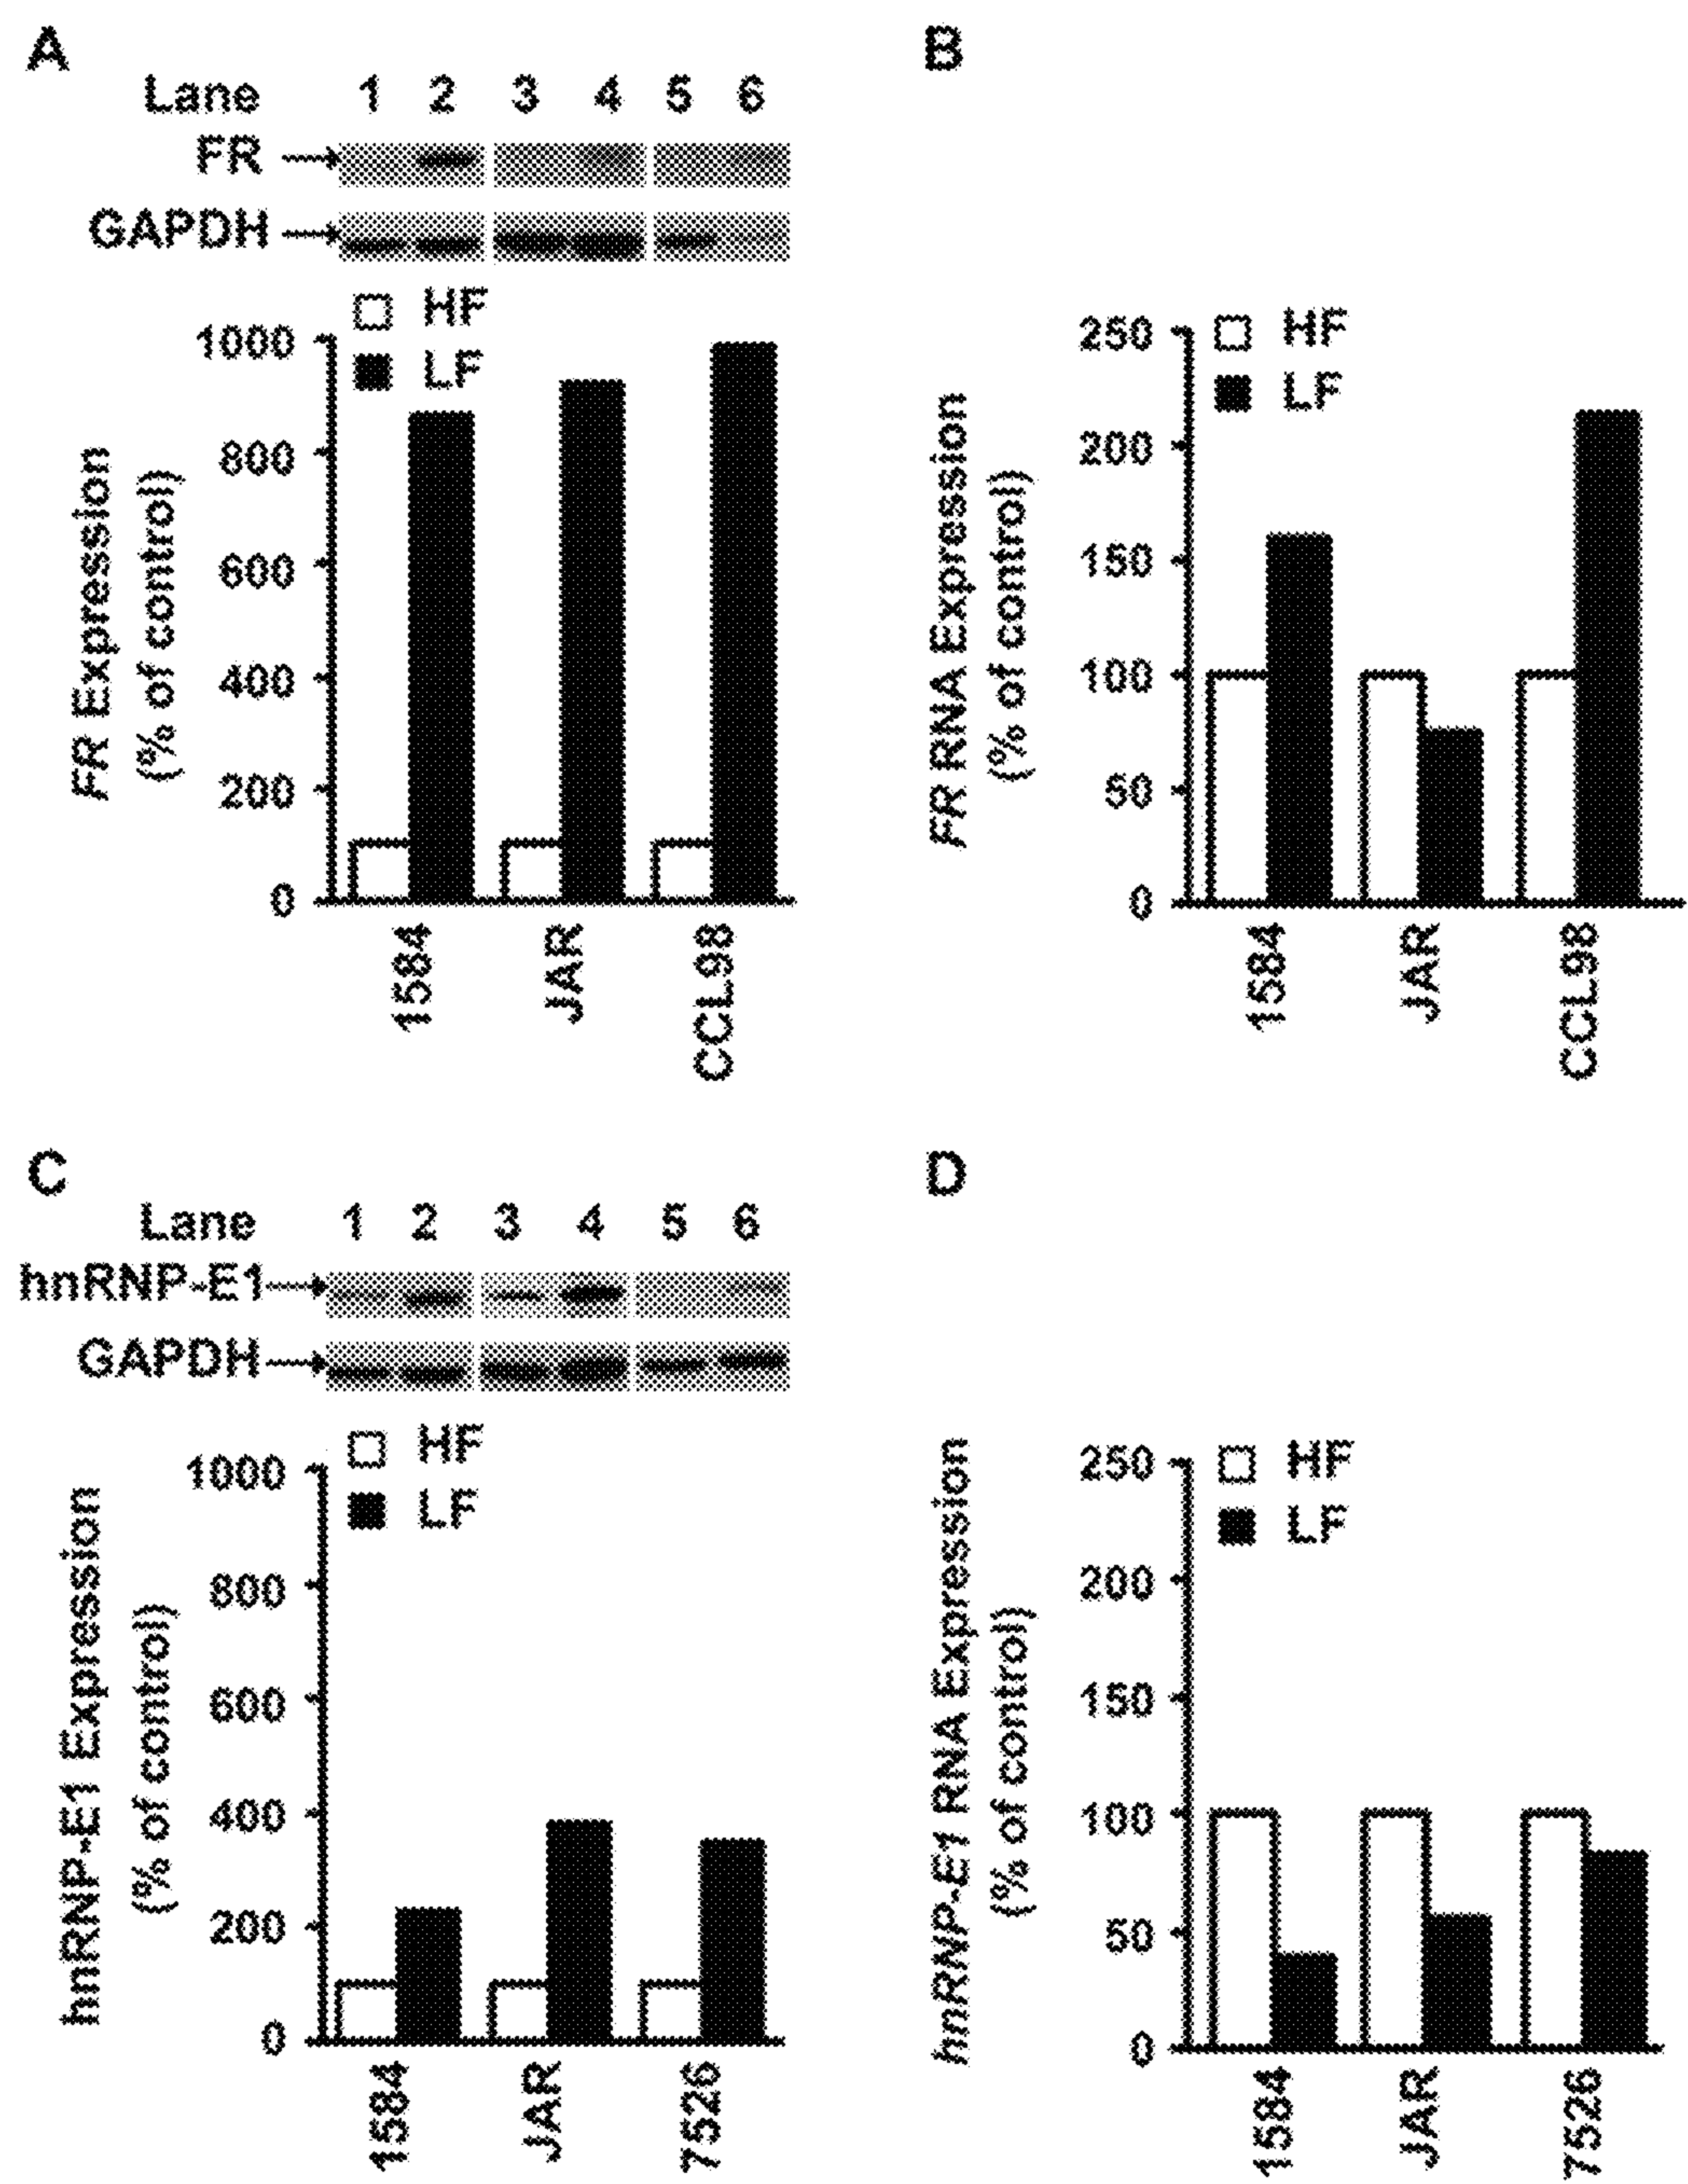 A
Lane 1 2 3 4 5 6
FR
GAPDH
HF
LF
1000
800
600
400
200
0
FR Expression
(% of control)
1584
JAR
CCL98
B
HF
LF
250
200
150
100
50
0
FR RNA Expression
(% of control)
1584
JAR
CCL98
C
Lane 1 2 3 4 5 6
hnRNP-E1
GAPDH
HF
LF
1000
800
600
400
200
0
hnRNP-E1 Expression
(% of control)
1584
JAR
7526
D
HF
LF
250
200
150
100
50
0
hnRNP-E1 RNA Expression
(% of control)
1584
JAR
7526